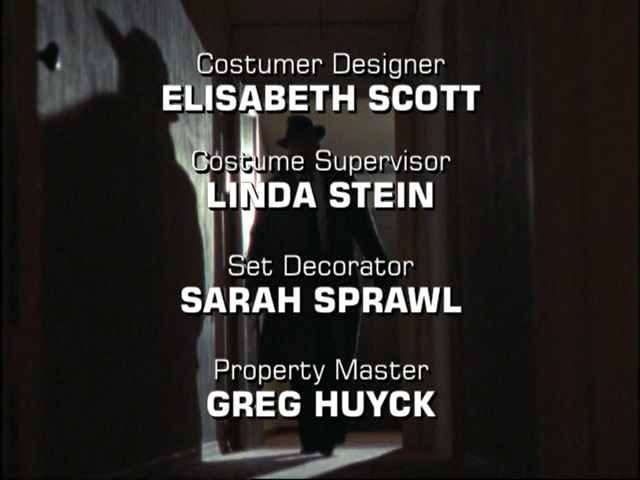 Costumer Designer
ELISABETH SCOTT
Costume Supervisor
LINDA STEIN
Set Decorator
SARAH SPRAWL
Property Master
GREG HUYCK